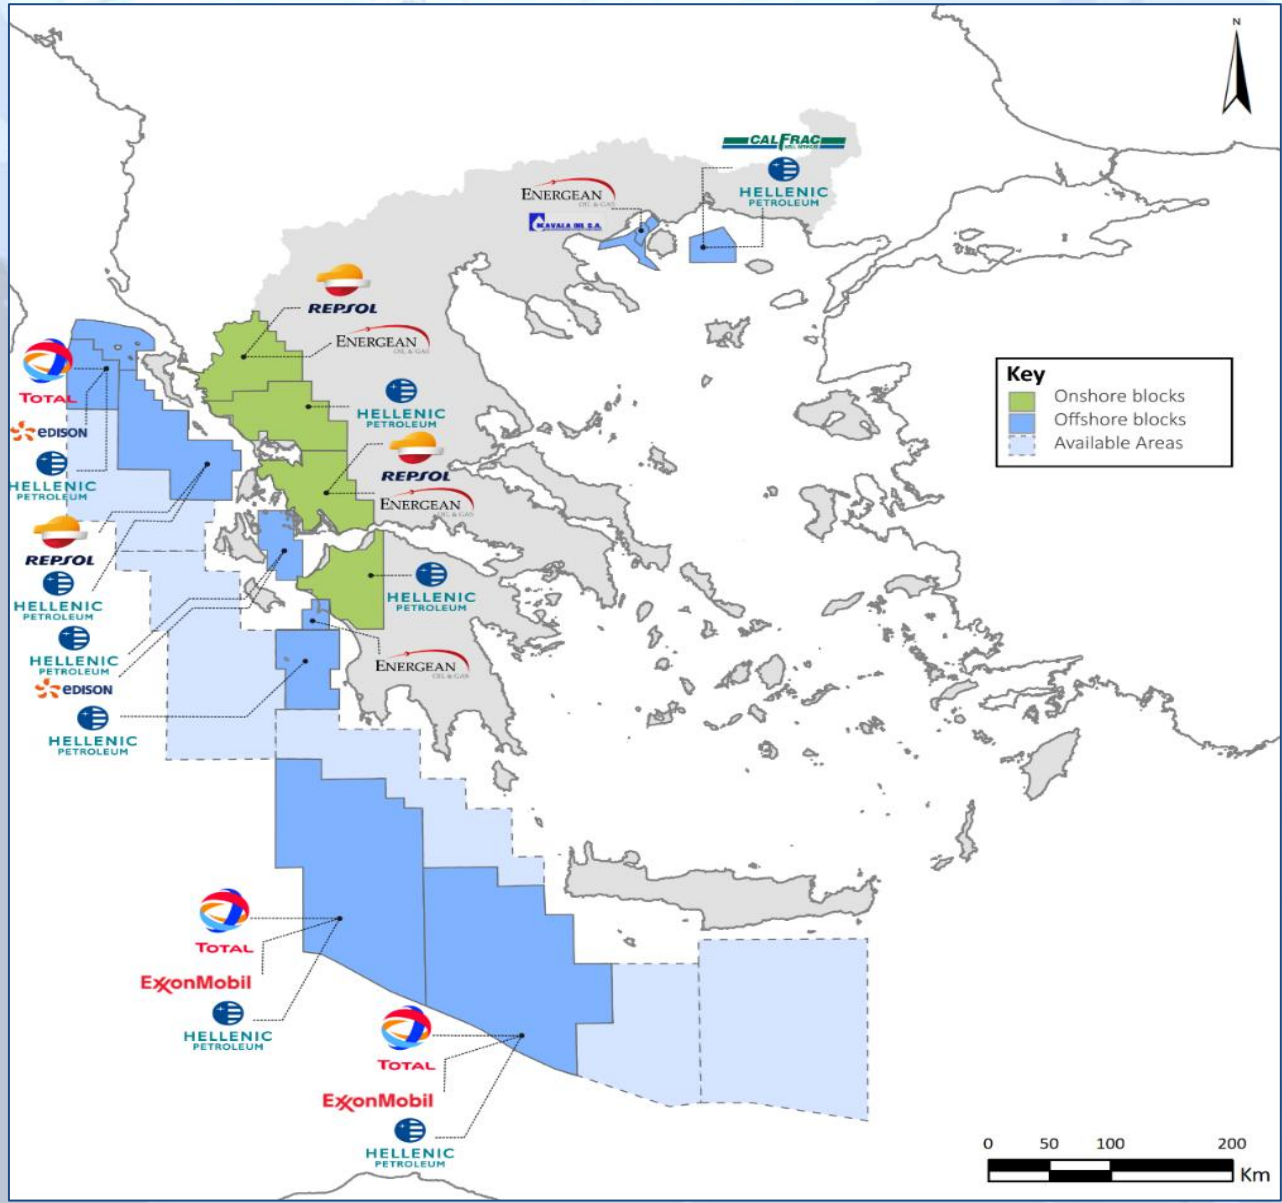 N
CALFRAC
WELL SERVICES
HELLENIC
PETROLEUM
ENERGEAN
OIL & GAS
KAVALA OIL S.A.
REPSOL
ENERGEAN
OIL & GAS
HELLENIC
PETROLEUM
REPSOL
ENERGEAN
OIL & GAS
HELLENIC
PETROLEUM
ENERGEAN
OIL & GAS
TOTAL
eDISON
HELLENIC
PETROLEUM
REPSOL
HELLENIC
PETROLEUM
HELLENIC
PETROLEUM
eDISON
HELLENIC
PETROLEUM
TOTAL
ExxonMobil
HELLENIC
PETROLEUM
TOTAL
ExxonMobil
HELLENIC
PETROLEUM
Key
Onshore blocks
Offshore blocks
Available Areas
0 50 100 200
Km